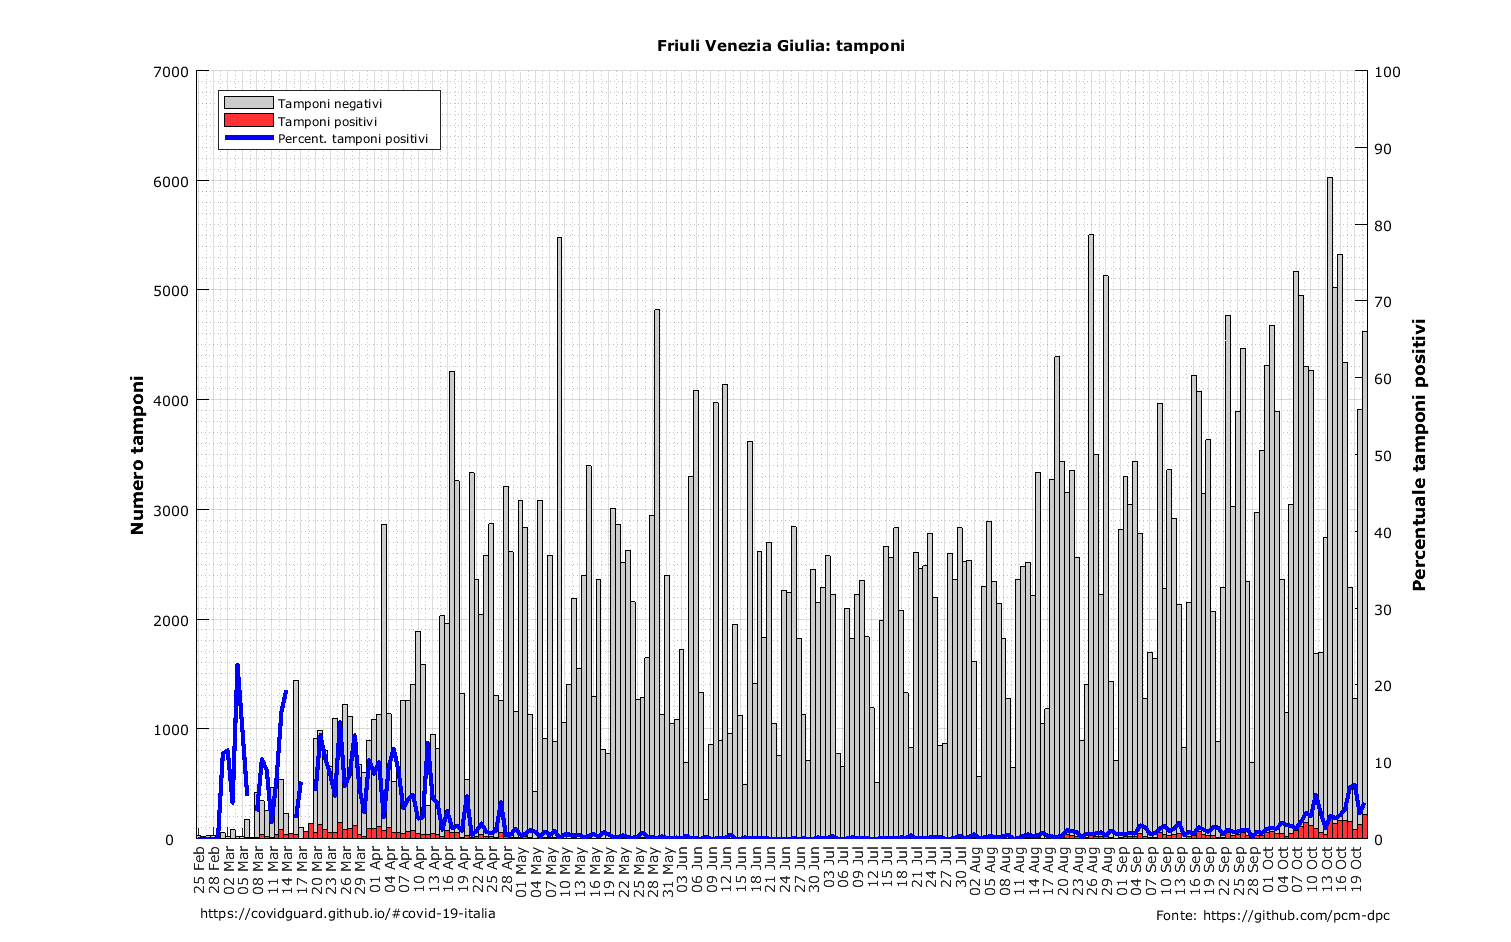 Friuli Venezia Giulia: tamponi
Tamponi negativi
Tamponi positivi
Percent. tamponi positivi
Numero tamponi
7000
6000
5000
4000
3000
2000
1000
0
Percentuale tamponi positivi
100
90
80
70
60
50
40
30
20
10
0
25 Feb
28 Feb
02 Mar
05 Mar
08 Mar
11 Mar
14 Mar
17 Mar
20 Mar
23 Mar
26 Mar
29 Mar
01 Apr
04 Apr
07 Apr
10 Apr
13 Apr
16 Apr
19 Apr
22 Apr
25 Apr
28 Apr
01 May
04 May
07 May
10 May
13 May
16 May
19 May
22 May
25 May
28 May
31 May
03 Jun
06 Jun
09 Jun
12 Jun
15 Jun
18 Jun
21 Jun
24 Jun
27 Jun
30 Jun
03 Jul
06 Jul
09 Jul
12 Jul
15 Jul
18 Jul
21 Jul
24 Jul
27 Jul
30 Jul
02 Aug
05 Aug
08 Aug
11 Aug
14 Aug
17 Aug
20 Aug
23 Aug
26 Aug
29 Aug
01 Sep
04 Sep
07 Sep
10 Sep
13 Sep
16 Sep
19 Sep
22 Sep
25 Sep
28 Sep
01 Oct
04 Oct
07 Oct
10 Oct
13 Oct
16 Oct
19 Oct
https://covidguard.github.io/#covid-19-italia
Fonte: https://github.com/pcm-dpc